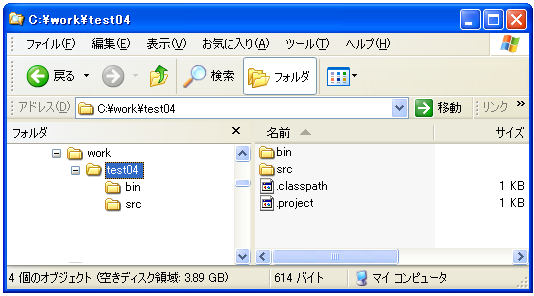 C:¥work¥test04
ファイル(F) 編集(E) 表示(V) お気に入り(A) ツール(T) ヘルプ(H)
戻る 検索 フォルダ
アドレス(D) C:¥work¥test04 移動 リンク »
フォルダ × 名前 サイズ
work
test04
bin
src
bin
src
.classpath 1 KB
.project 1 KB
4 個のオブジェクト (空きディスク領域: 3.89 GB) 614 バイト マイ コンピュータ